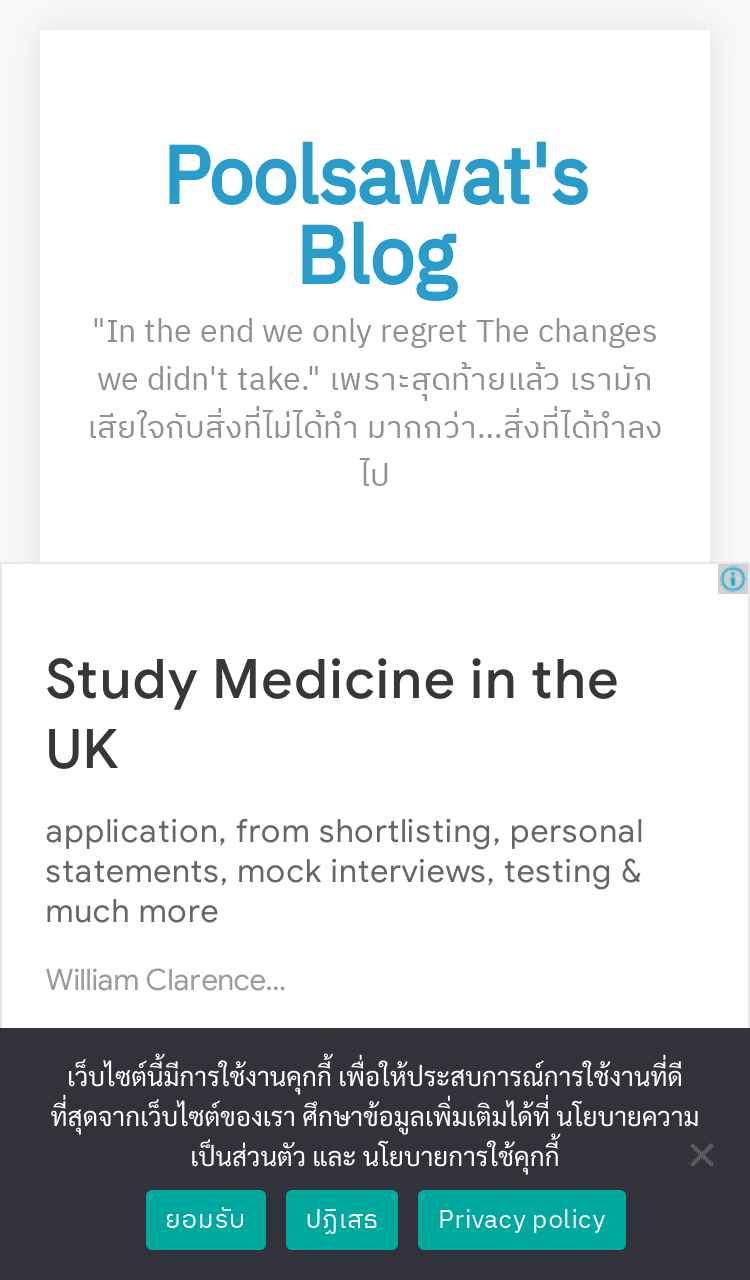 Poolsawat's
Blog
"In the end we only regret The changes
we didn't take." เพราะสุดท้ายแล้ว เรามัก
เสียใจกับสิ่งที่ไม่ได้ทำ มากกว่า...สิ่งที่ได้ทำลง
ไป
Study Medicine in the
UK
application, from shortlisting, personal
statements, mock interviews, testing &
much more
William Clarence...
เว็บไซต์นี้มีการใช้งานคุกกี้ เพื่อให้ประสบการณ์การใช้งานที่ดี
ที่สุดจากเว็บไซต์ของเรา ศึกษาข้อมูลเพิ่มเติมได้ที่ นโยบายความ
เป็นส่วนตัว และ นโยบายการใช้คุกกี้
ยอมรับ ปฏิเสธ Privacy policy